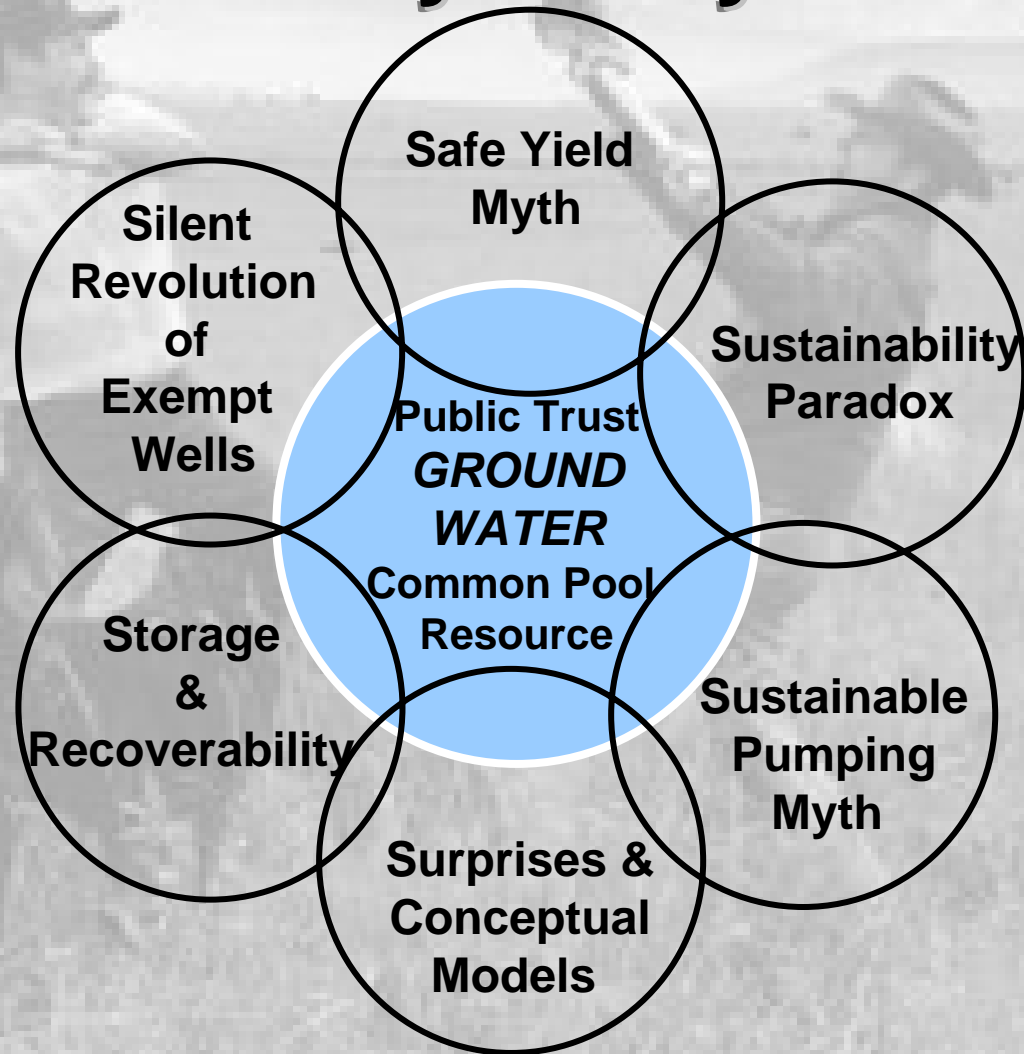 Safe Yield
Myth
Silent
Revolution
of
Exempt
Wells
Sustainability
Paradox
Public Trust
GROUND
WATER
Common Pool
Resource
Storage
&
Recoverability
Sustainable
Pumping
Myth
Surprises &
Conceptual
Models